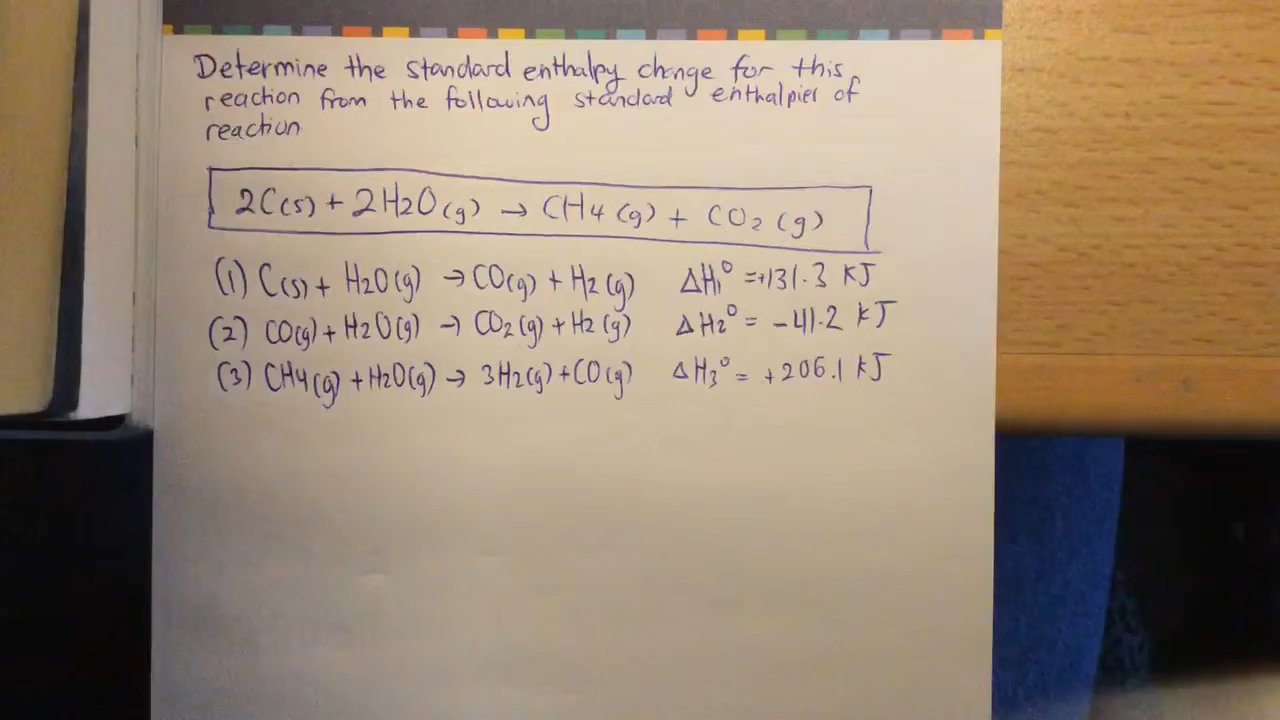 Determine the standard enthalpy change for this
reaction from the following standard enthalpies of
reaction
2C(s) + 2H2O(g) → CH4(g) + CO2(g)
(1) C(s) + H2O(g) → CO(g) + H2(g) ΔH1° = +131.3 KJ
(2) CO(g) + H2O(g) → CO2(g) + H2(g) ΔH2° = -41.2 KJ
(3) CH4(g) + H2O(g) → 3H2(g) + CO(g) ΔH3° = +206.1 KJ